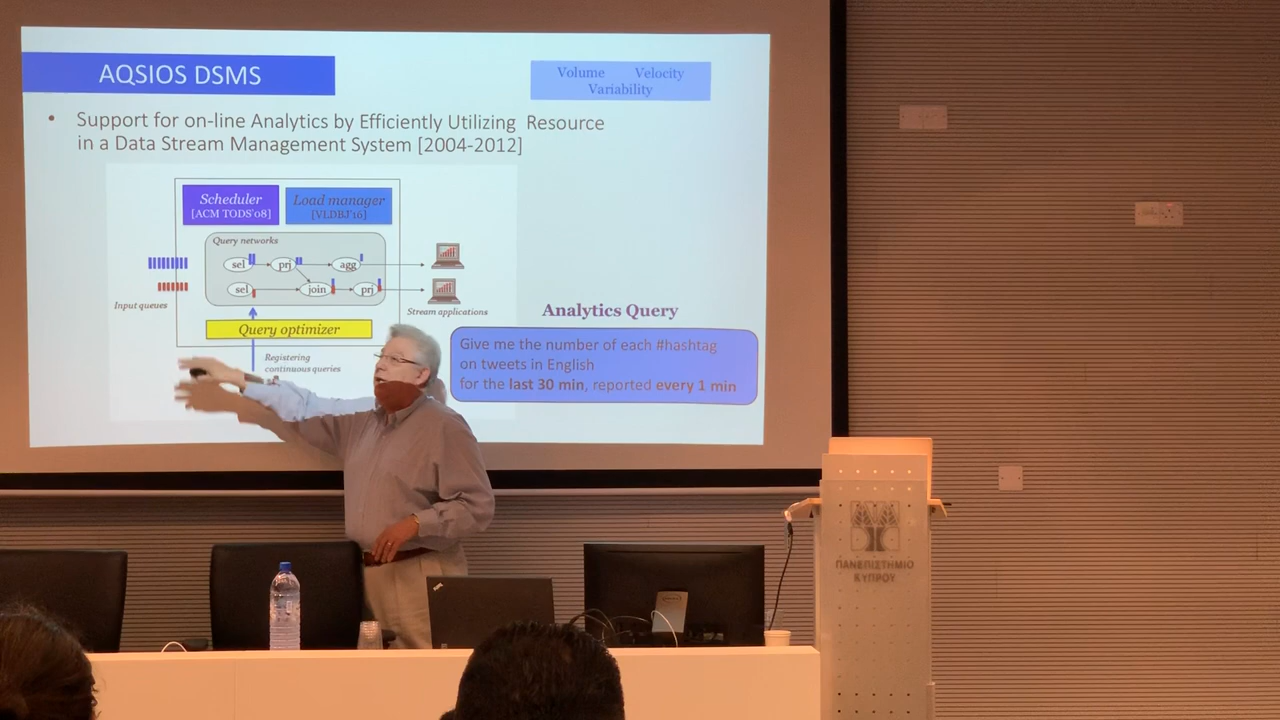 AQSIOS DSMS
Volume Velocity
Variability
• Support for on-line Analytics by Efficiently Utilizing Resource
in a Data Stream Management System [2004-2012]
Scheduler
[ACM TODS'08]
Load manager
[VLDBJ'16]
Query networks
sel
prj
agg
sel
join
prj
Input queues
Stream applications
Query optimizer
Registering
continuous queries
Analytics Query
Give me the number of each #hashtag
on tweets in English
for the last 30 min, reported every 1 min
ΠΑΝΕΠΙΣΤΗΜΙΟ
ΚΥΠΡΟΥ